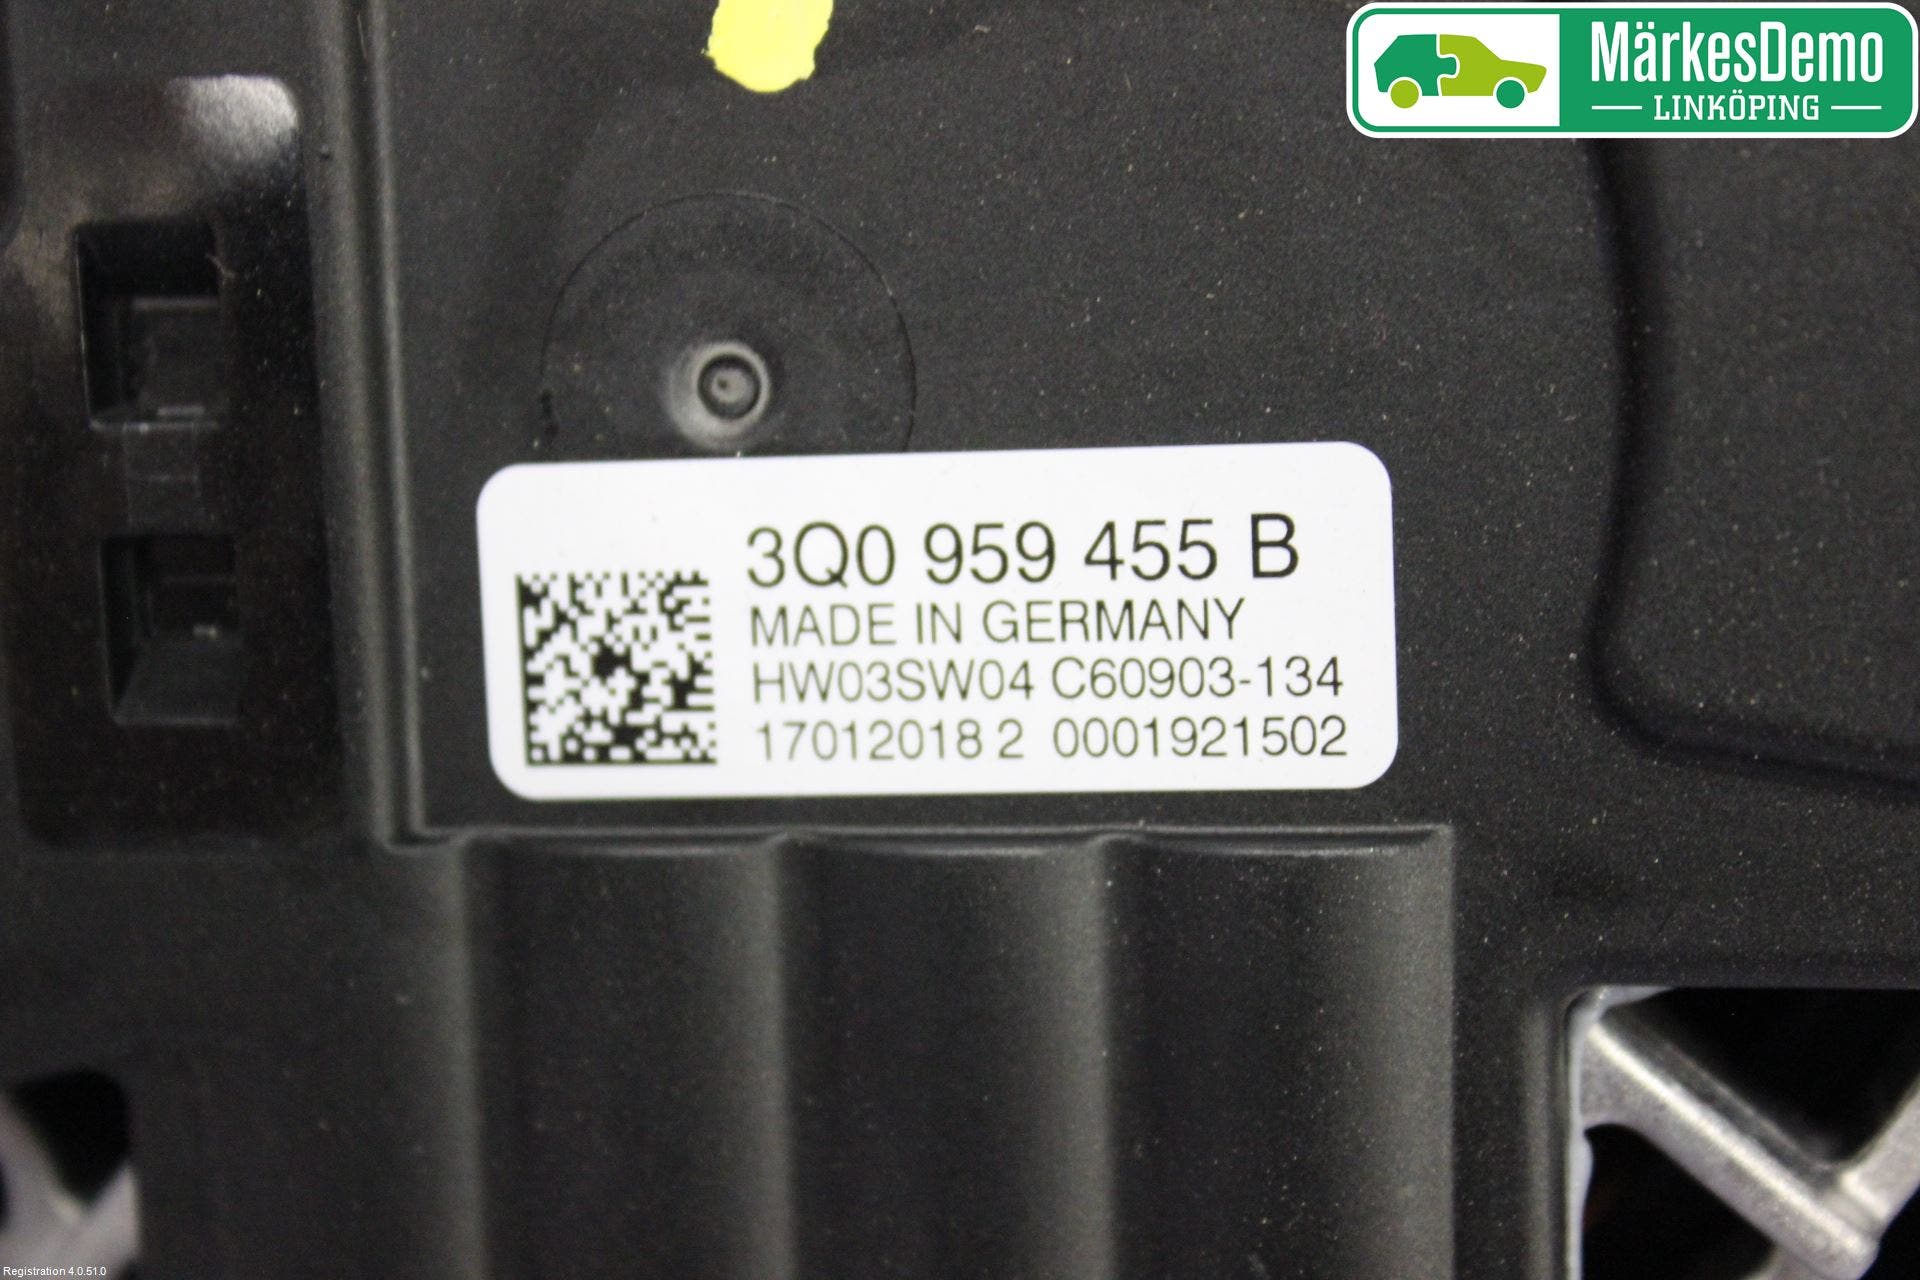 MärkesDemo
LINKÖPING
3Q0 959 455 B
MADE IN GERMANY
HW03SW04 C60903-134
17012018 2 0001921502
Registration 4.0.51.0